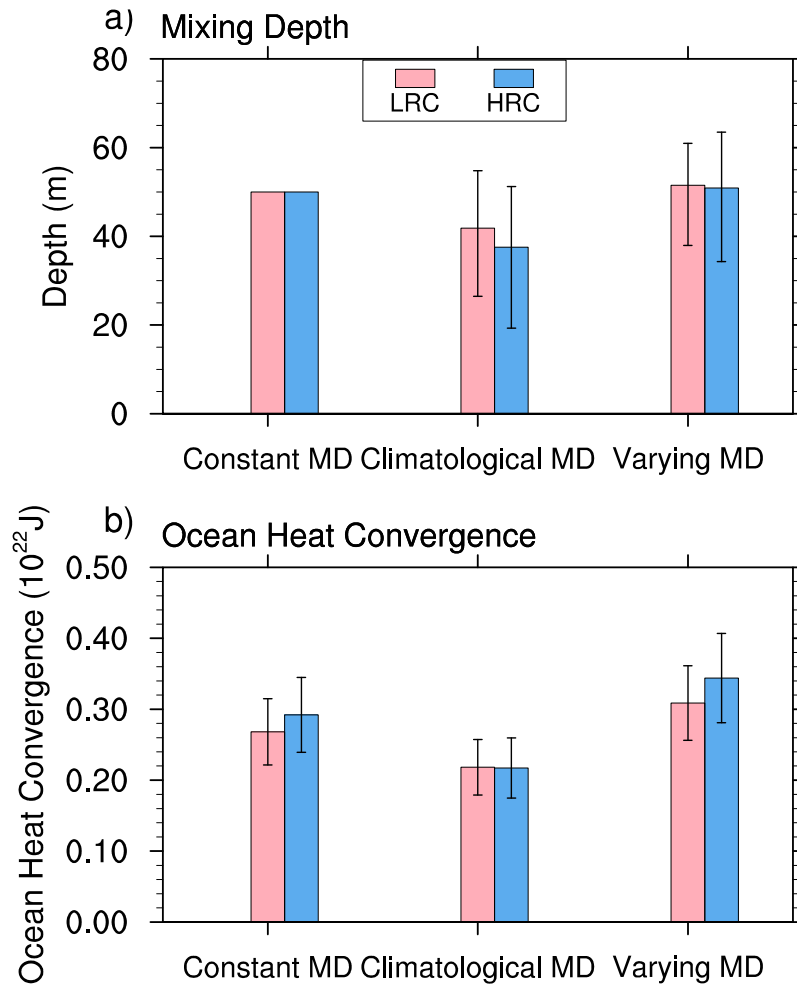 a) Mixing Depth
80
60
40
20
0
Depth (m)
LRC HRC
Constant MD Climatological MD Varying MD
b) Ocean Heat Convergence
0.50
0.40
0.30
0.20
0.10
0.00
Ocean Heat Convergence (10²²J)
Constant MD Climatological MD Varying MD